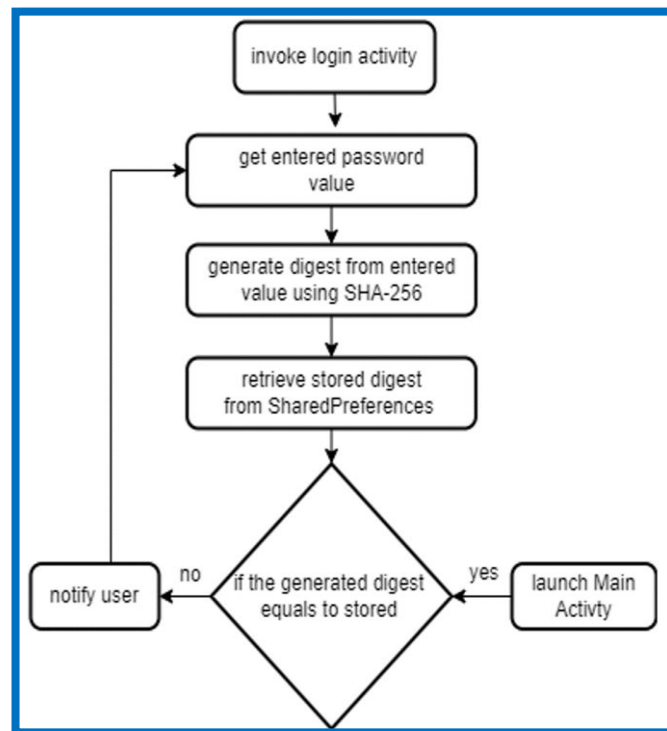 invoke login activity
get entered password
value
generate digest from entered
value using SHA-256
retrieve stored digest
from SharedPreferences
if the generated digest
equals to stored
no
yes
notify user
launch Main
Activty